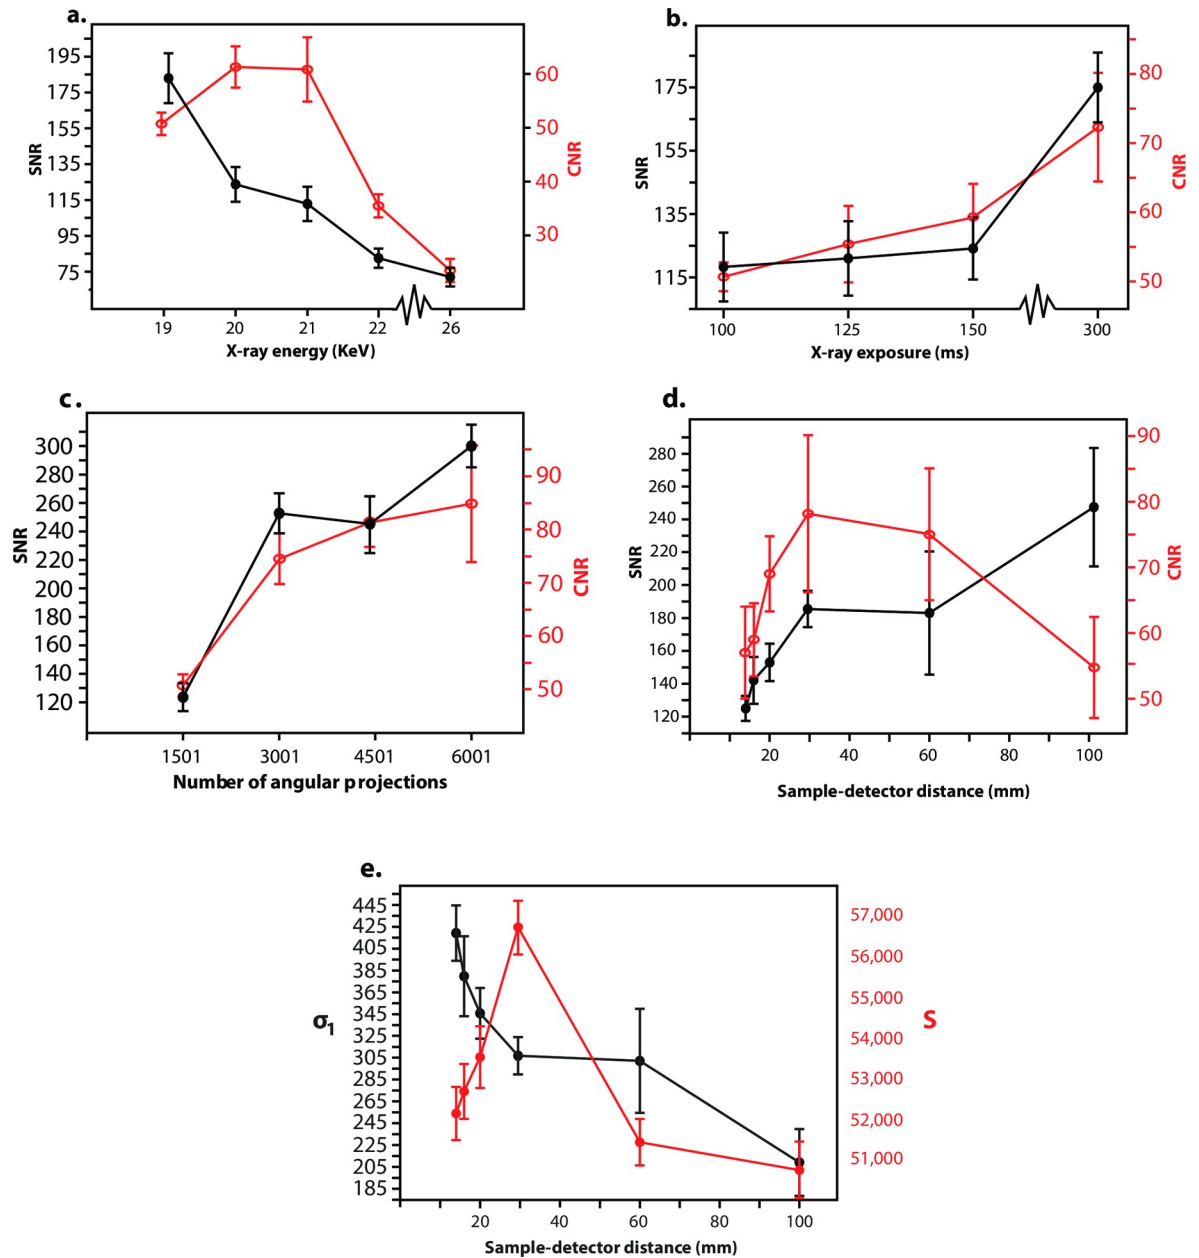 a.
195
175
155
135
115
95
75
SNR
60
50
40
30
CNR
19 20 21 22 26
X-ray energy (KeV)
b.
175
155
135
115
SNR
80
70
60
50
CNR
100 125 150 300
X-ray exposure (ms)
c.
300
280
260
240
220
200
180
160
140
120
SNR
90
80
70
60
50
CNR
1501 3001 4501 6001
Number of angular projections
d.
280
260
240
220
200
180
160
140
120
SNR
90
80
70
60
50
CNR
20 40 60 80 100
Sample-detector distance (mm)
e.
445
425
405
385
365
345
325
305
285
265
245
225
205
185
σ1
57,000
56,000
55,000
54,000
53,000
52,000
51,000
S
20 40 60 80 100
Sample-detector distance (mm)